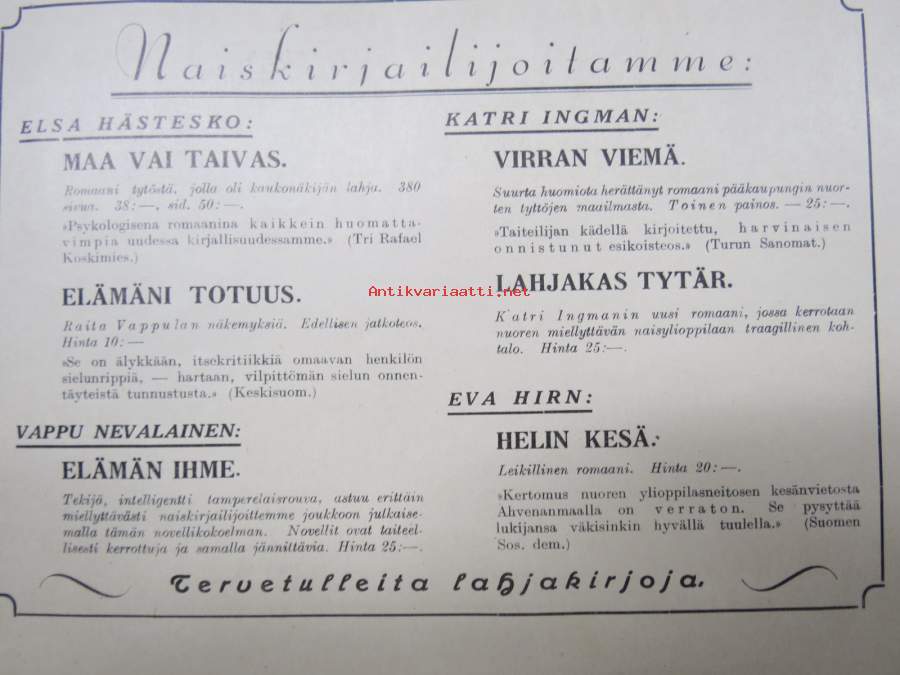 Naiskirjailijoitamme:
ELSA HÄSTESKO:
MAA VAI TAIVAS.
Romaani tytöstä, jolla oli kaukonäkijän lahja. 380
sivua. 38:—, sid. 50:—.
»Psykologisena romaanina kaikkein huomatta-
vimpia uudessa kirjallisuudessamme.» (Tri Rafael
Koskimies.)
ELÄMÄNI TOTUUS.
Raita Vappulan näkemyksiä. Edellisen jatkoteos.
Hinta 10:—
»Se on älykkään, itsekritiikkiä omaavan henkilön
sielunrippiä, — hartaan, vilpittömän sielun onnen-
täyteistä tunnustusta.» (Keskisuom.)
VAPPU NEVALAINEN:
ELÄMÄN IHME.
Tekijä, intelligentti tamperelaisrouva, astuu erittäin
miellyttävästi naiskirjailijoittemme joukkoon julkaise-
malla tämän novellikokoelman. Novellit ovat taiteel-
lisesti kerrottuja ja samalla jännittäviä. Hinta 25:—.
KATRI INGMAN:
VIRRAN VIEMÄ.
Suurta huomiota herättänyt romaani pääkaupungin nuor-
ten tyttöjen maailmasta. Toinen painos. — 25:—.
»Taiteilijan kädellä kirjoitettu, harvinaisen
onnistunut esikoisteos.» (Turun Sanomat.)
LAHJAKAS TYTÄR.
Katri Ingmanin uusi romaani, jossa kerrotaan
nuoren miellyttävän naisylioppilaan traagillinen koh-
talo. Hinta 25:—.
EVA HIRN:
HELIN KESÄ.
Leikillinen romaani. Hinta 20:—.
»Kertomus nuoren ylioppilasneitosen kesänvietosta
Ahvenanmaalla on verraton. Se pysyttää
lukijansa väkisinkin hyvällä tuulella.» (Suomen
Sos. dem.)
Tervetulleita lahjakirjoja.
Antikvariaatti.net